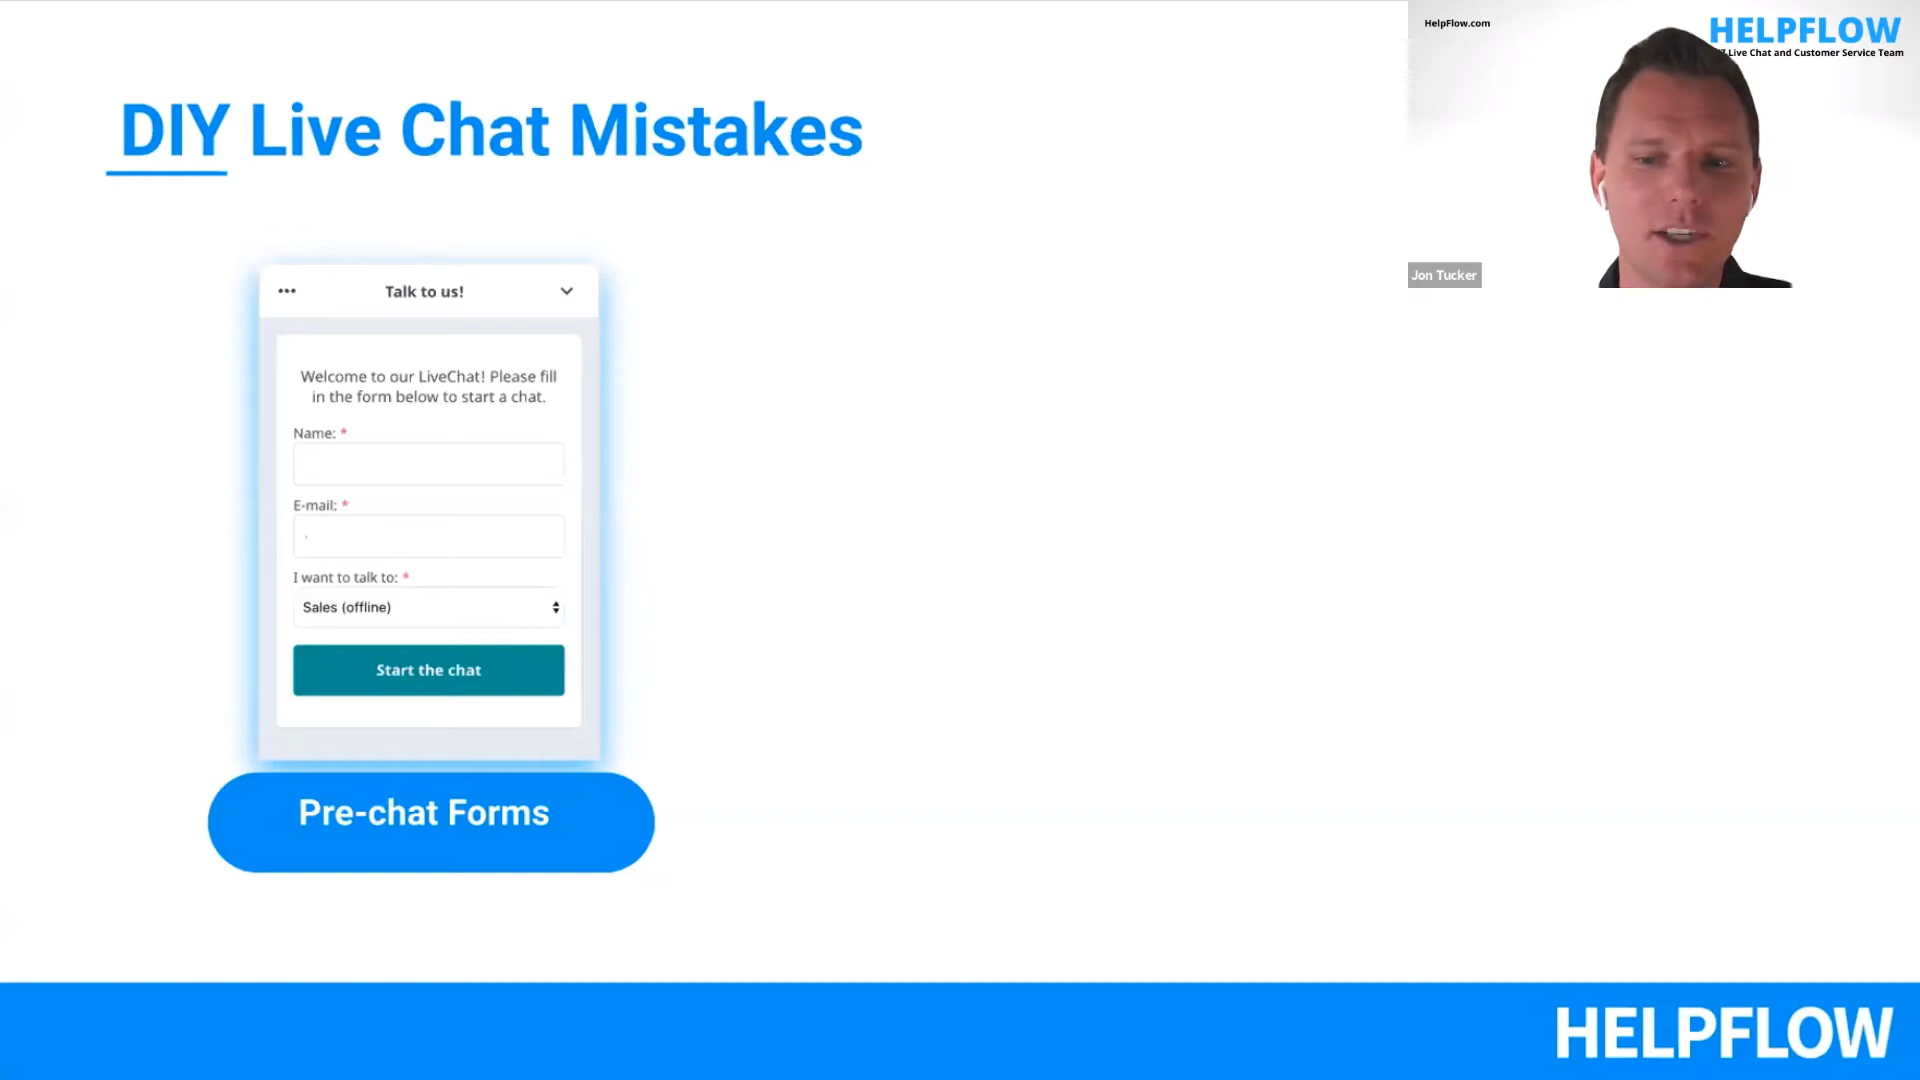 HelpFlow.com
HELPFLOW
Live Chat and Customer Service Team
Jon Tucker
DIY Live Chat Mistakes
Talk to us!
Welcome to our LiveChat! Please fill
in the form below to start a chat.
Name: *
E-mail: *
I want to talk to: *
Sales (offline)
Start the chat
Pre-chat Forms
HELPFLOW